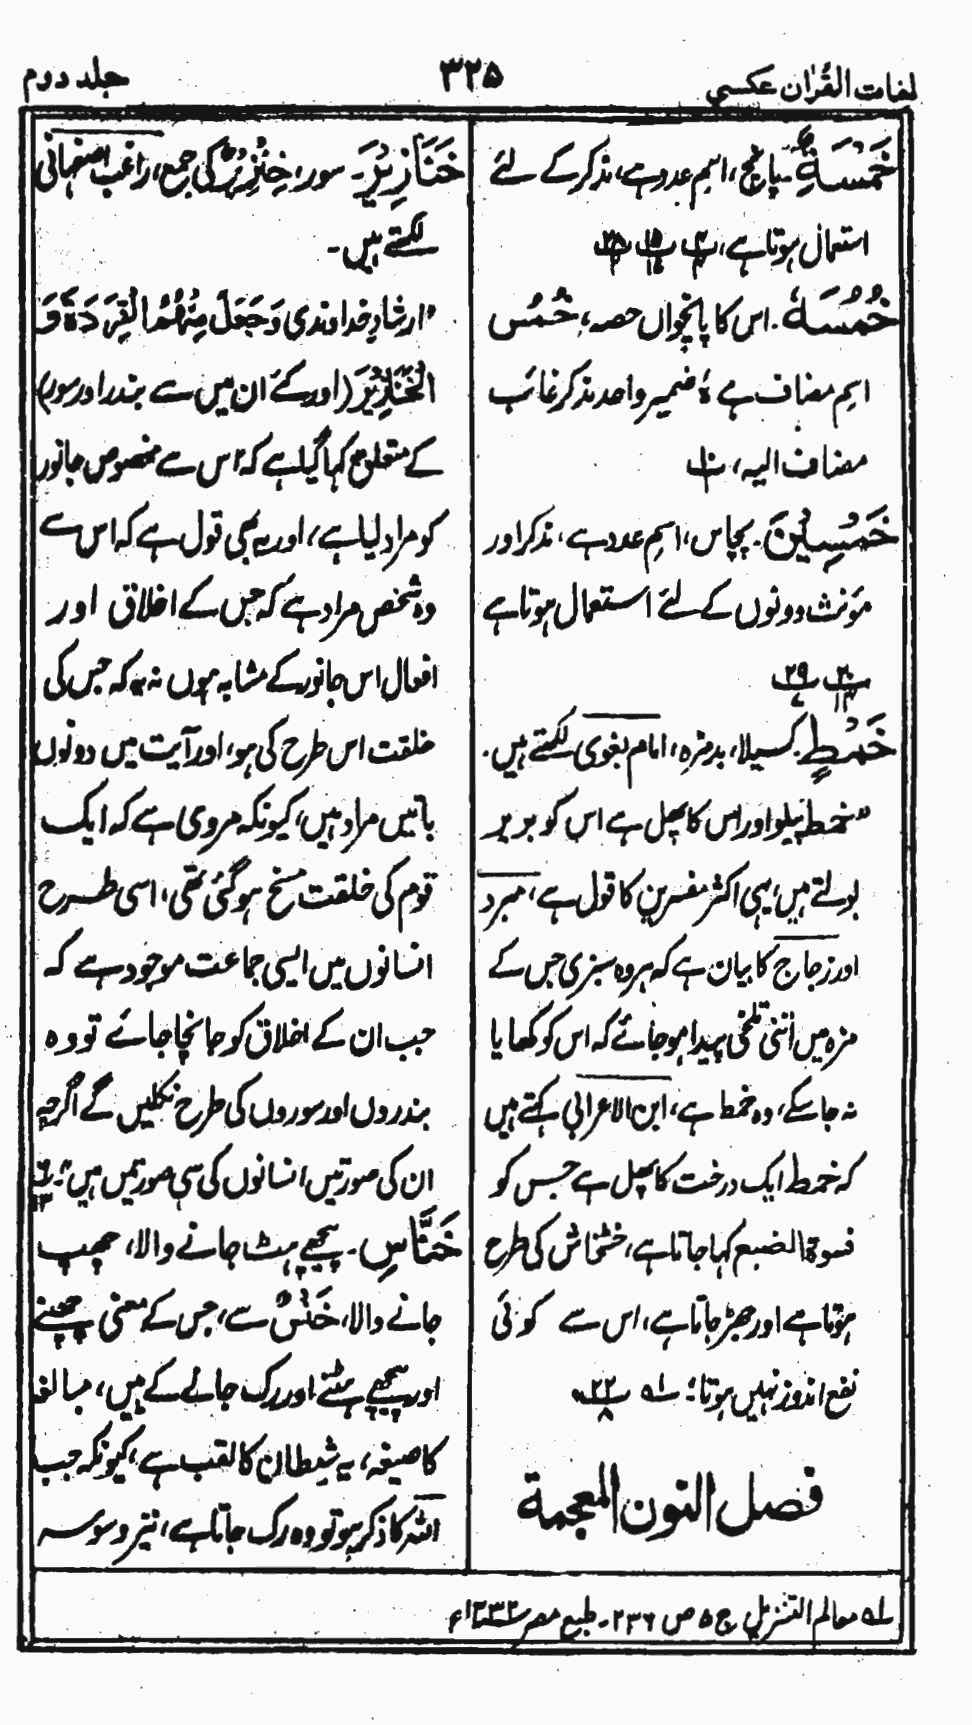 لغات القرآن عکسی
۳۲۵
جلد دوم
خَمْسَةٍ۔ پانچ، اسم عدد ہے، مذکر کے لئے
استعمال ہوتا ہے،
خُمُسَهٗ۔ اس کا پانچواں حصہ، خُمُس
اسم مضاف ہے ہٗ ضمیر واحد مذکر غائب
مضاف الیہ،
خَمْسِيْنَ۔ پچاس، اسم عدد ہے، مذکر اور
مؤنث دونوں کے لئے استعمال ہوتا ہے
خَمْطٍ۔ کسیلا، بدمزہ، امام بغوی لکھتے ہیں۔
"خمط پیلو اور اس کا پھل ہے اس کو بربر
بولتے ہیں، یہی اکثر مفسرین کا قول ہے، مبرد
اور زجاج کا بیان ہے کہ ہر وہ سبزی جس کے
مزہ میں اتنی تلخی پیدا ہو جائے کہ اس کو کھایا
نہ جا سکے، وہ خمط ہے، ابن الاعرابی کہتے ہیں
کہ خمط ایک درخت کا پھل ہے جس کو
فسوۃ الضبع کہا جاتا ہے، خشخاش کی طرح
ہوتا ہے اور جھڑ جاتا ہے، اس سے کوئی
نفع اندوز نہیں ہوتا؛ ۱ے ۲۲
۸
فصل النون المعجمة
خَنَازِيْرَ۔ سور، خِنْزِيْرٌ کی جمع، راغب اصفہانی
لکھتے ہیں۔
"ارشادِ خداوندی وَجَعَلَ مِنْهُمُ الْقِرَدَةَ وَ
الْخَنَازِيْرَ (اور کئے ان میں سے بندر اور سور)
کے متعلق کہا گیا ہے کہ اس سے مخصوص جانور
کو مراد لیا ہے، اور یہ بھی قول ہے کہ اس سے
وہ شخص مراد ہے کہ جس کے اخلاق اور
افعال اس جانور کے مشابہ ہوں نہ یہ کہ جس کی
خلقت اس طرح کی ہو، اور آیت میں دونوں
باتیں مراد ہیں، کیونکہ مروی ہے کہ ایک
قوم کی خلقت مسخ ہو گئی تھی، اسی طرح
انسانوں میں ایسی جماعت موجود ہے کہ
جب ان کے اخلاق کو جانچا جائے تو وہ
بندروں اور سوروں کی طرح نکلیں گے اگرچہ
ان کی صورتیں انسانوں کی سی صورتیں ہیں"۔
خَنَّاسِ۔ پیچھے ہٹ جانے والا، چھپ
جانے والا، خَنْسٌ سے، جس کے معنی چھپنے
اور پیچھے ہٹنے اور رک جانے کے ہیں، مبالغہ
کا صیغہ، یہ شیطان کا لقب ہے، کیونکہ جب
اللہ کا ذکر ہو تو وہ رک جاتا ہے، نیز وسوسہ
۱ے معالم التنزیل ج ۵ ص ۲۳۶۔ طبع مصر